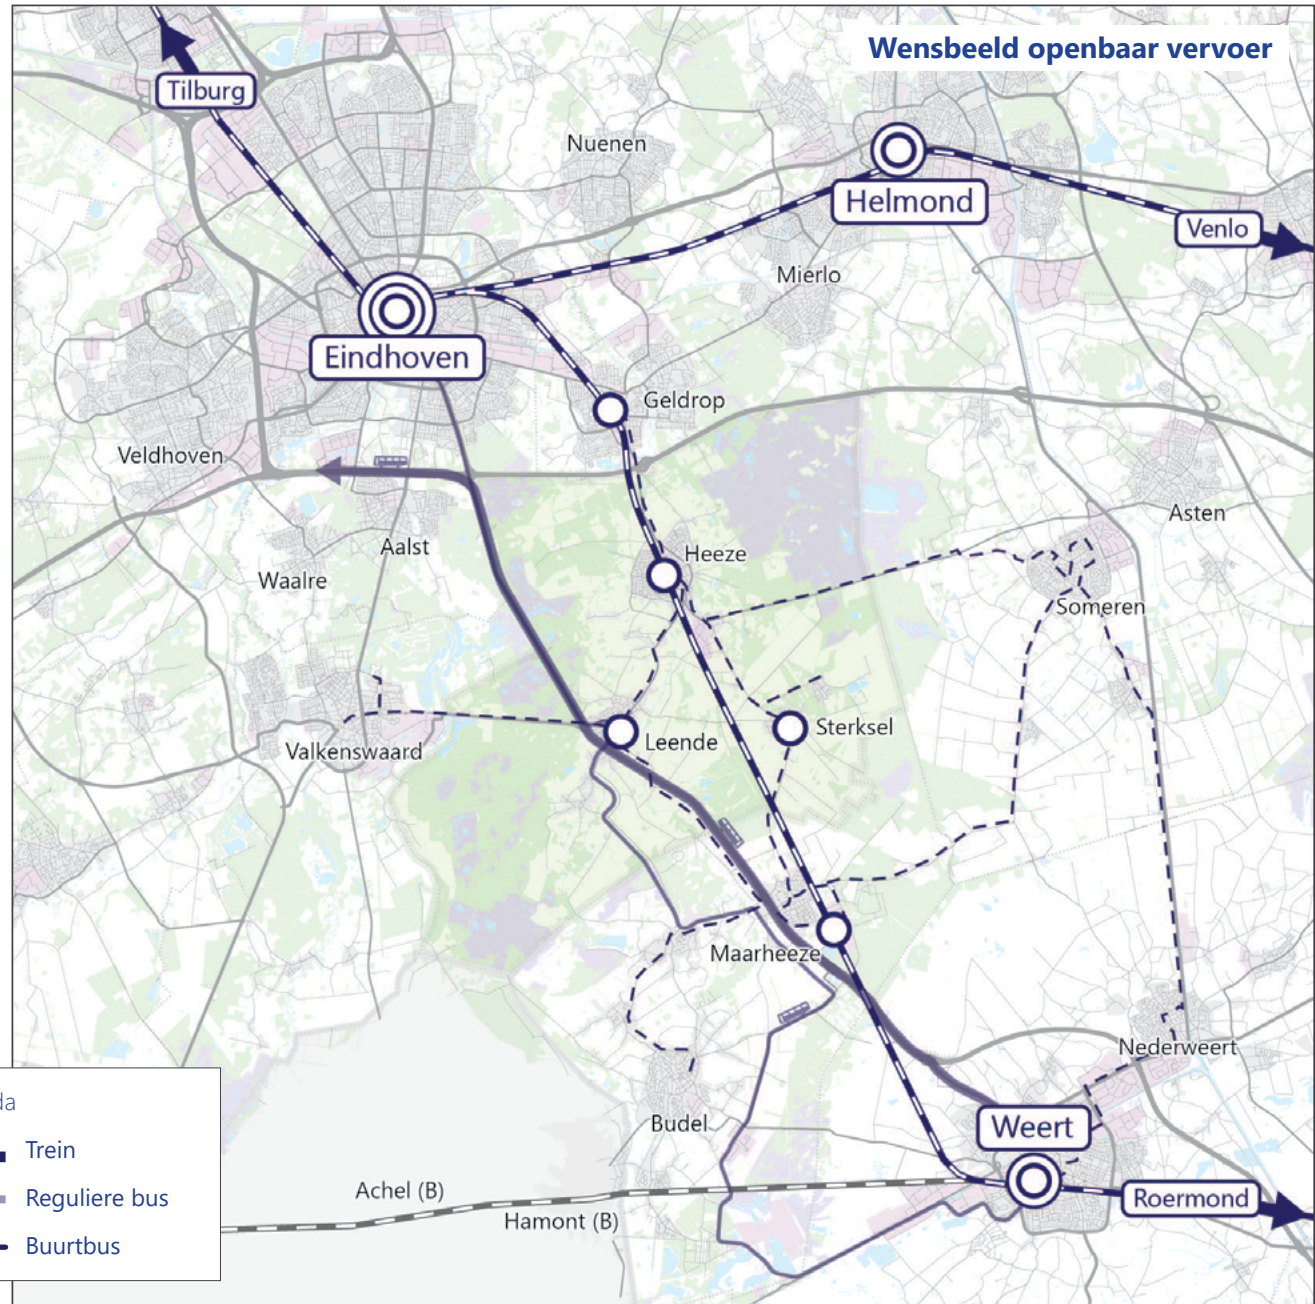 Wensbeeld openbaar vervoer
Tilburg
Nuenen
Helmond
Venlo
Mierlo
Eindhoven
Geldrop
Veldhoven
Asten
Aalst
Heeze
Waalre
Someren
Sterksel
Leende
Valkenswaard
Maarheeze
Nederweert
da
Trein
Budel
Weert
Reguliere bus
Achel (B)
Roermond
Hamont (B)
Buurtbus